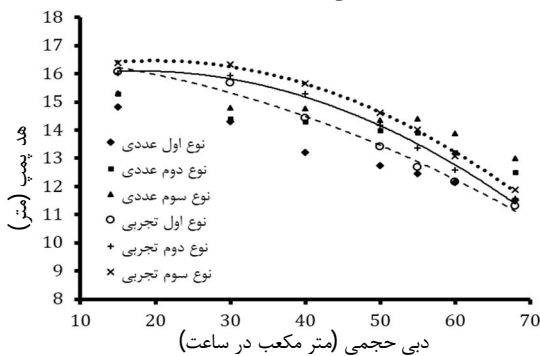 هد پمپ (متر)
18
17
16
15
14
13
12
11
10
9
8
نوع اول عددی
نوع دوم عددی
نوع سوم عددی
نوع اول تجربی
نوع دوم تجربی
نوع سوم تجربی
10 20 30 40 50 60 70
دبی حجمی (متر مکعب در ساعت)